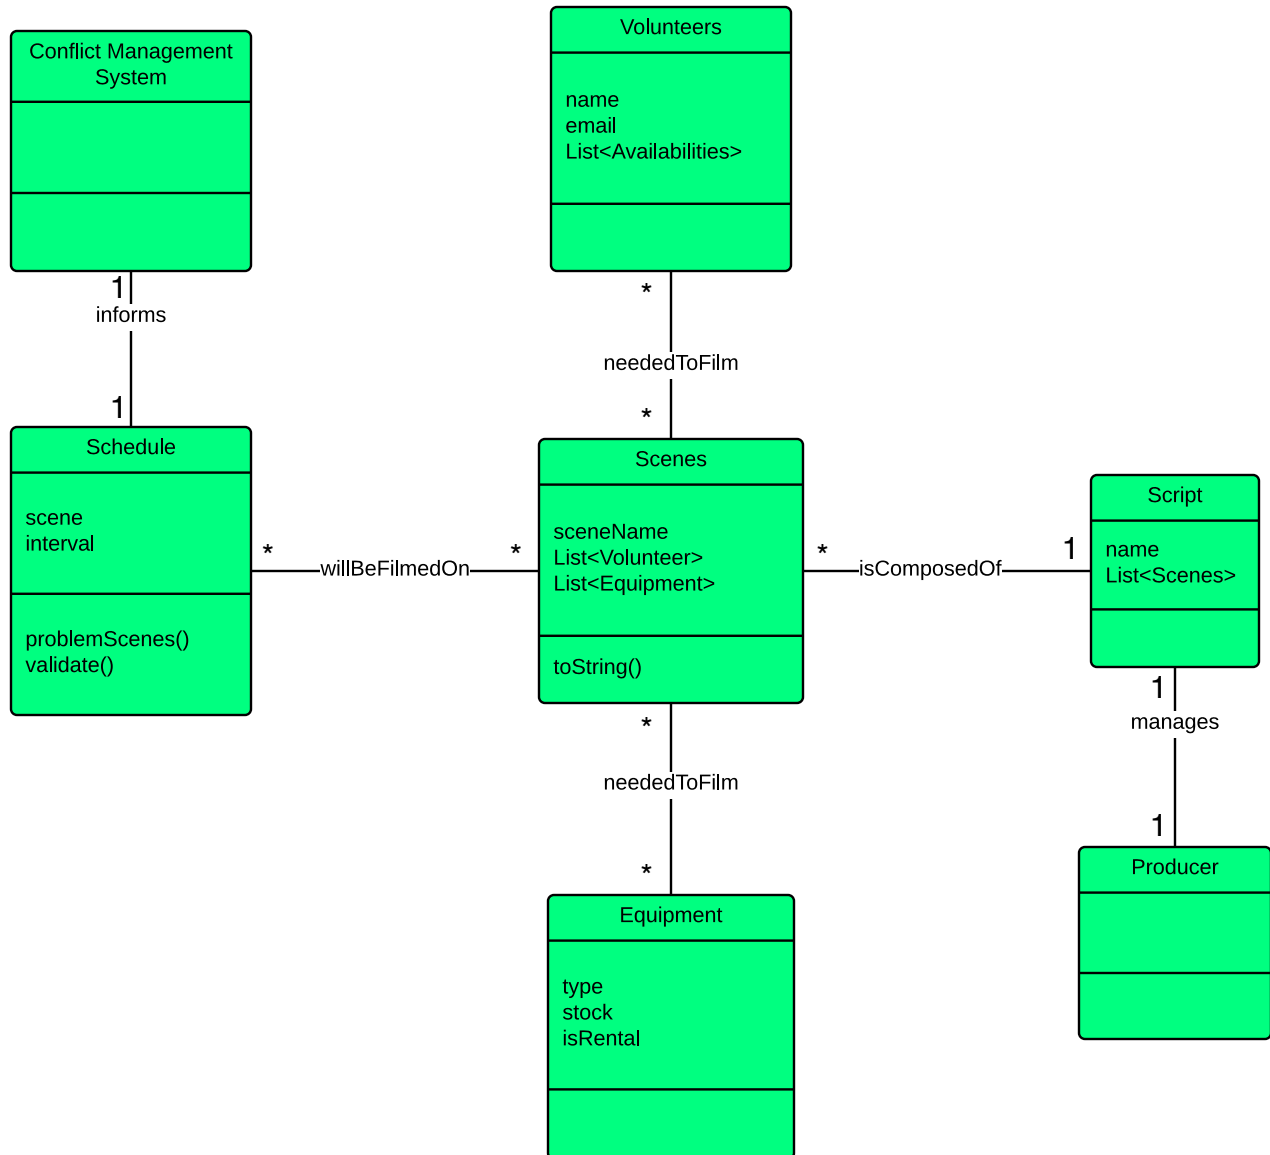 Conflict Management
System
1
informs
1
Schedule
scene
interval
problemScenes()
validate()
Volunteers
name
email
List<Availabilities>
*
neededToFilm
*
* willBeFilmedOn *
Scenes
sceneName
List<Volunteer>
List<Equipment>
toString()
* isComposedOf 1
Script
name
List<Scenes>
1
manages
1
Producer
*
neededToFilm
*
Equipment
type
stock
isRental